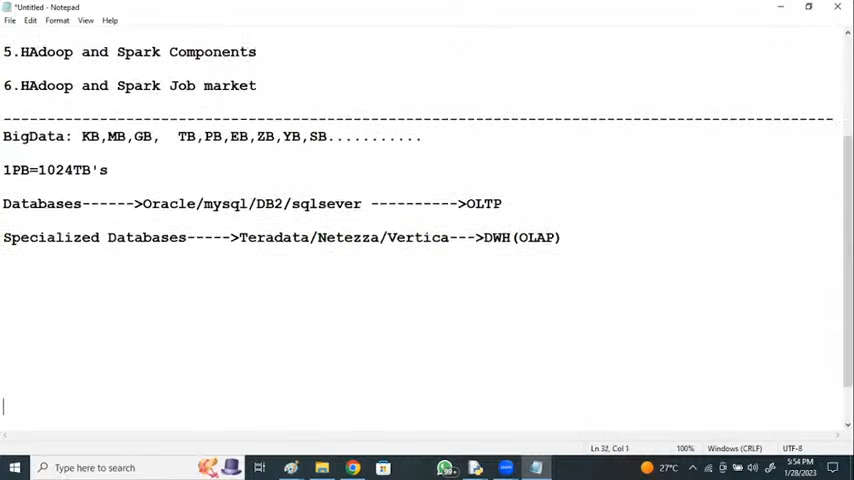 *Untitled - Notepad
File Edit Format View Help
5.HAdoop and Spark Components
6.HAdoop and Spark Job market
----------------------------------------------------------------------------------------------
BigData: KB,MB,GB,  TB,PB,EB,ZB,YB,SB...........
1PB=1024TB's
Databases------>Oracle/mysql/DB2/sqlsever ---------->OLTP
Specialized Databases----->Teradata/Netezza/Vertica--->DWH(OLAP)
Ln 32, Col 1 100% Windows (CRLF) UTF-8
Type here to search 99+ 27°C 5:54 PM
1/28/2023